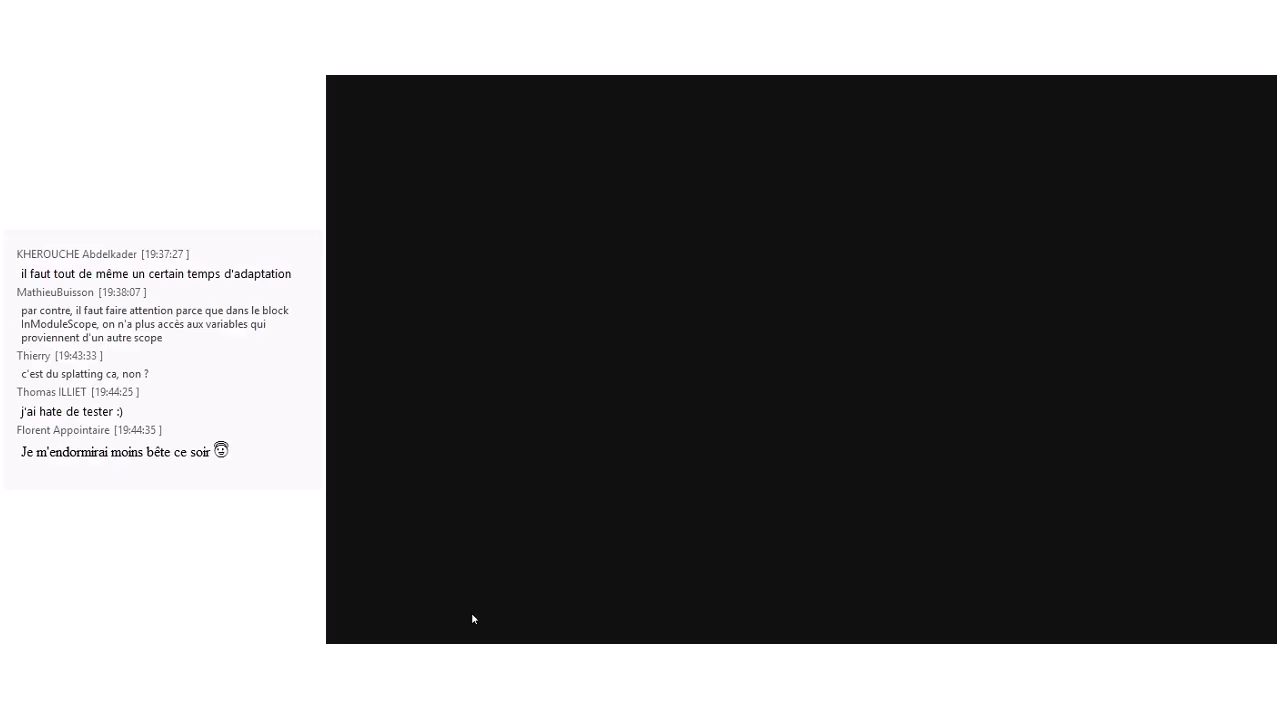 KHEROUCHE Abdelkader [19:37:27 ]
il faut tout de même un certain temps d'adaptation
MathieuBuisson [19:38:07 ]
par contre, il faut faire attention parce que dans le block
InModuleScope, on n'a plus accès aux variables qui
proviennent d'un autre scope
Thierry [19:43:33 ]
c'est du splatting ca, non ?
Thomas ILLIET [19:44:25 ]
j'ai hate de tester :)
Florent Appointaire [19:44:35 ]
Je m'endormirai moins bête ce soir